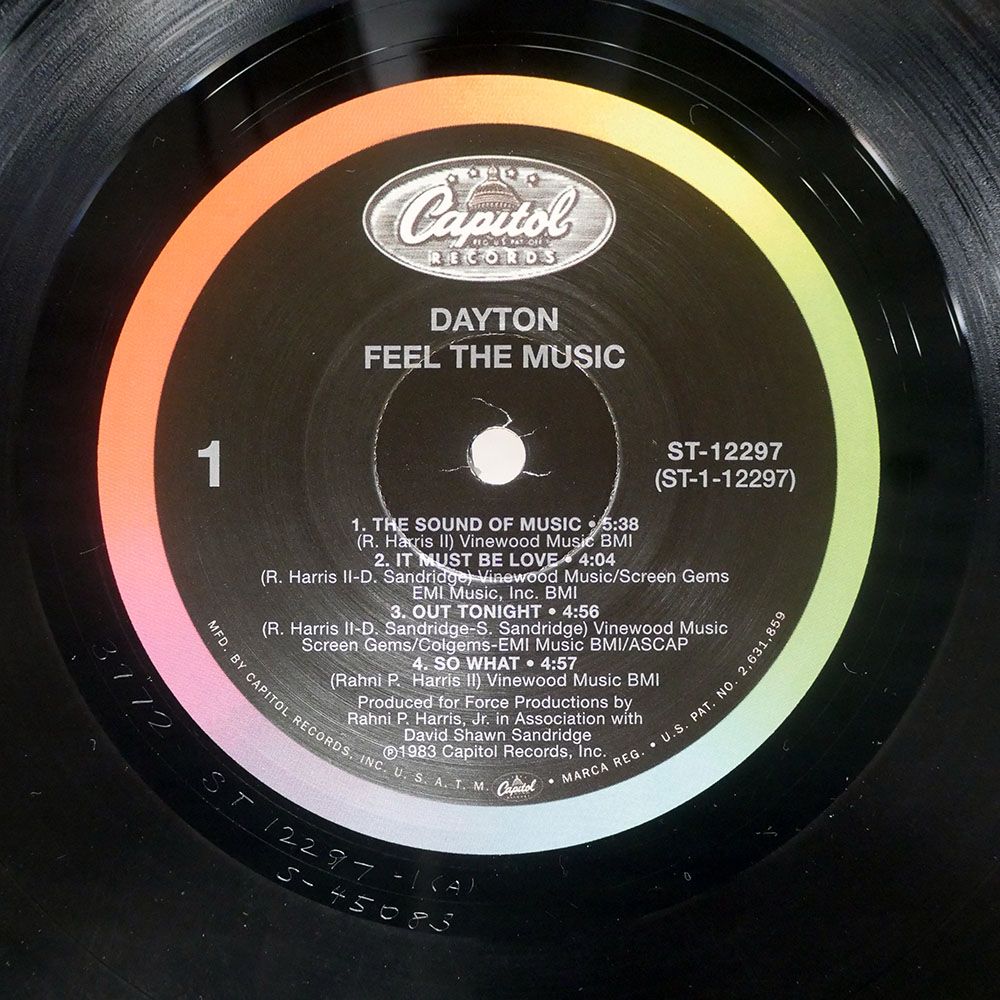 Capitol
REG. U.S. PAT. OFF.
RECORDS
DAYTON
FEEL THE MUSIC
1
ST-12297
(ST-1-12297)
1. THE SOUND OF MUSIC • 5:38
(R. Harris II) Vinewood Music BMI
2. IT MUST BE LOVE • 4:04
(R. Harris II-D. Sandridge) Vinewood Music/Screen Gems
EMI Music, Inc. BMI
3. OUT TONIGHT • 4:56
(R. Harris II-D. Sandridge-S. Sandridge) Vinewood Music
Screen Gems/Colgems-EMI Music BMI/ASCAP
4. SO WHAT • 4:57
(Rahni P. Harris II) Vinewood Music BMI
Produced for Force Productions by
Rahni P. Harris, Jr. in Association with
David Shawn Sandridge
℗1983 Capitol Records, Inc.
MFD. BY CAPITOL RECORDS, INC. U. S. A. T. M. Capitol • MARCA REG. • U.S. PAT. NO. 2,631,859
3772 ST 12297-1(A)
S-45083